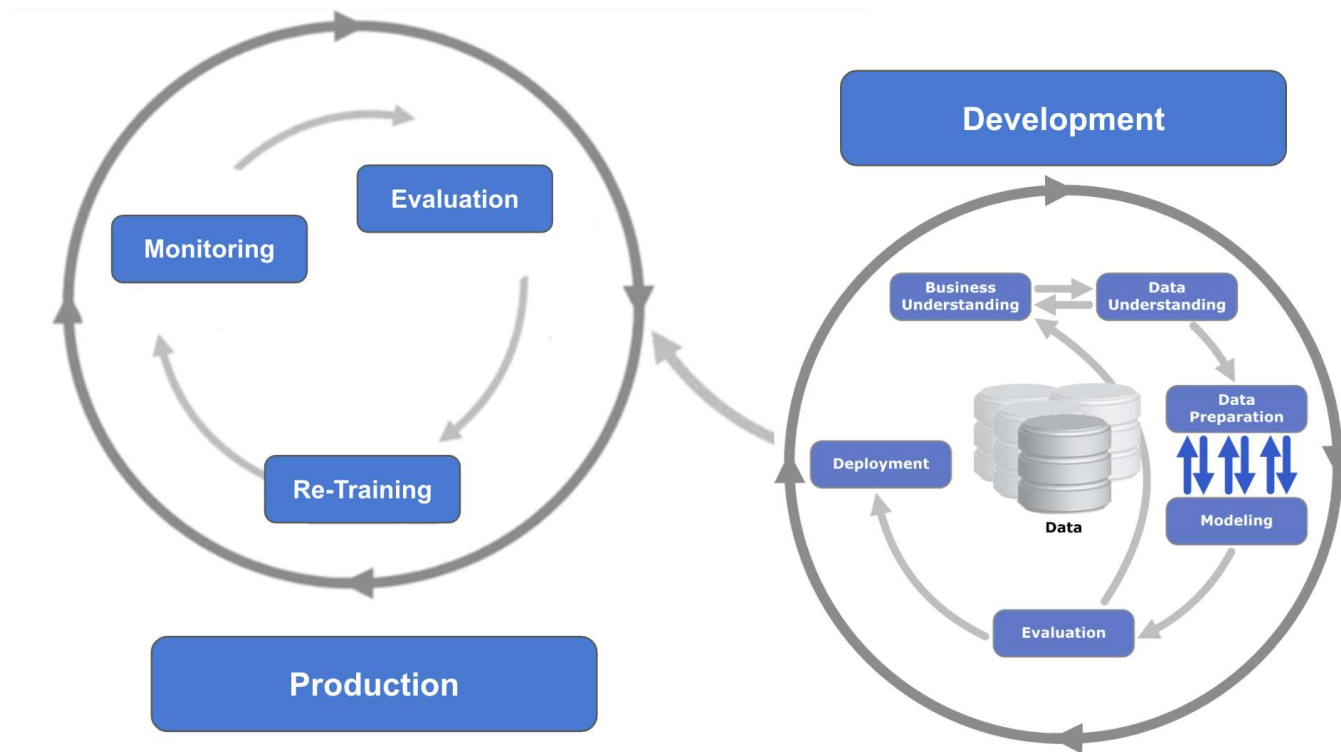 Development
Evaluation
Monitoring
Re-Training
Production
Business
Understanding
Data
Understanding
Data
Preparation
Modeling
Evaluation
Deployment
Data